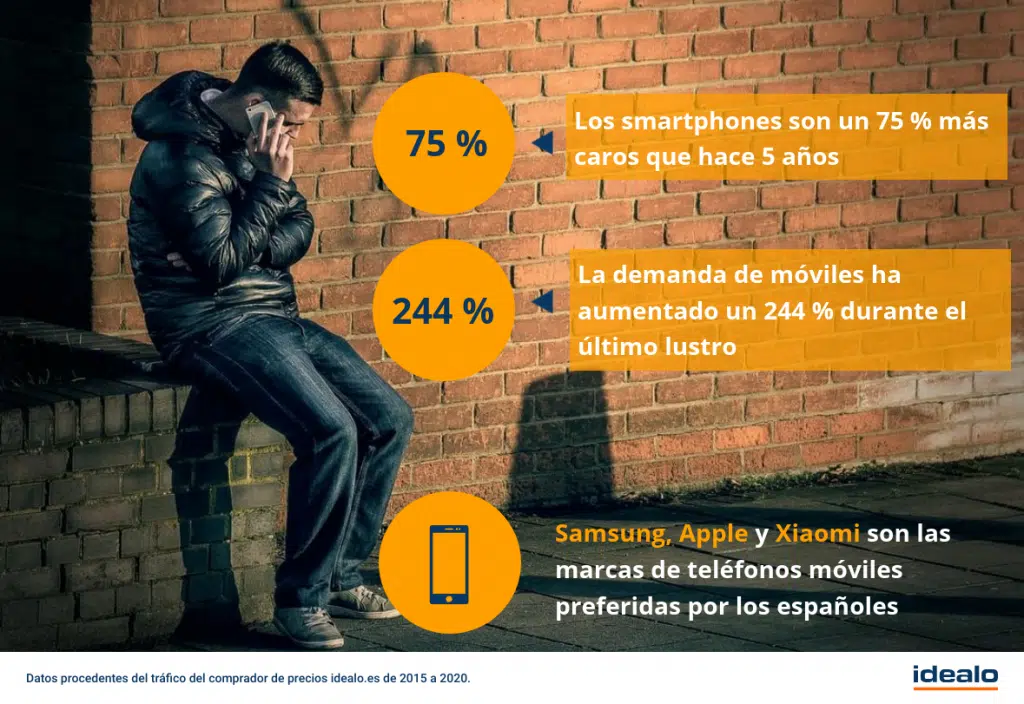 75 %
Los smartphones son un 75 % más
caros que hace 5 años
244 %
La demanda de móviles ha
aumentado un 244 % durante el
último lustro
Samsung, Apple y Xiaomi son las
marcas de teléfonos móviles
preferidas por los españoles
Datos procedentes del tráfico del comprador de precios idealo.es de 2015 a 2020.
idealo